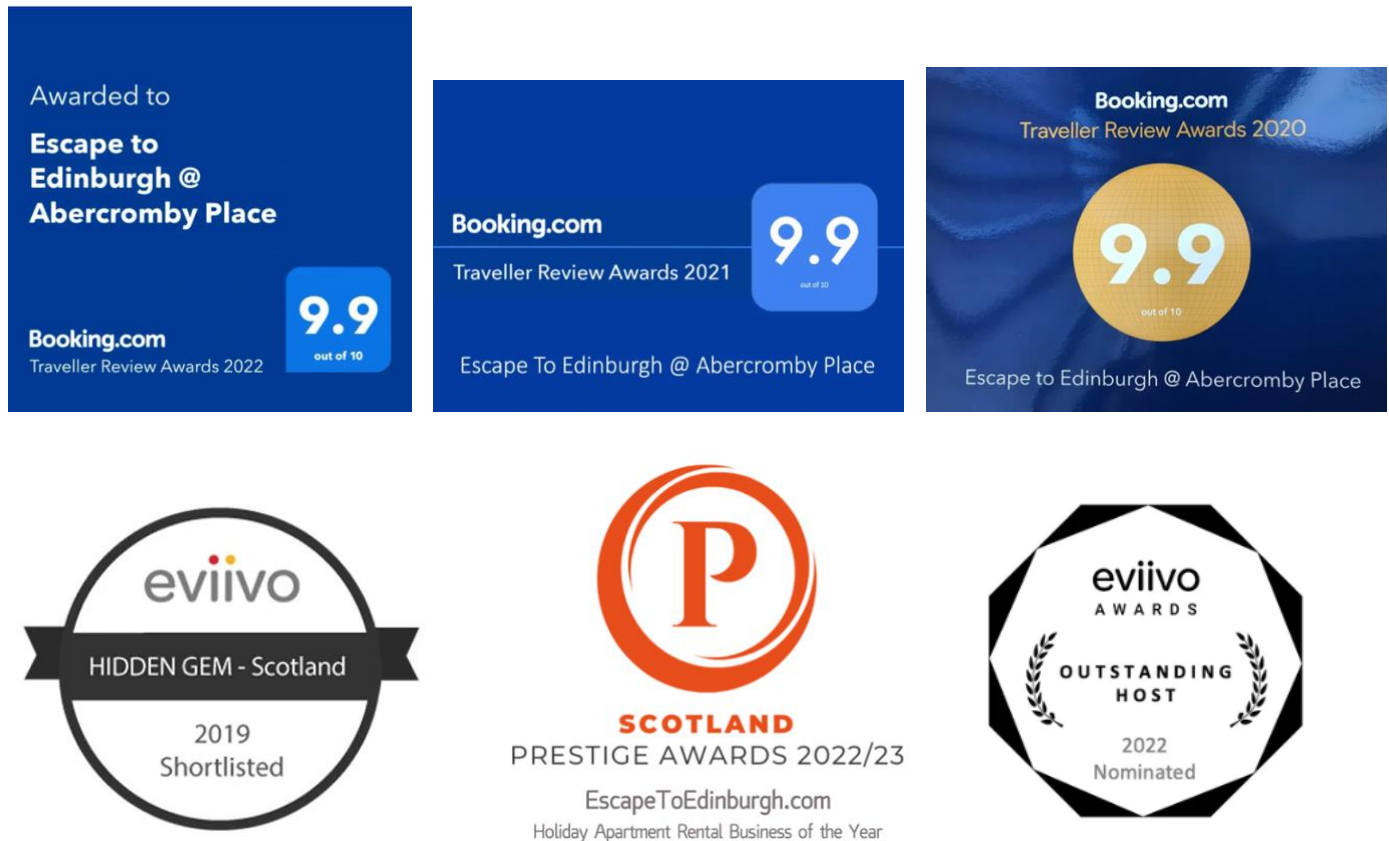 Awarded to
Escape to
Edinburgh @
Abercromby Place
9.9
out of 10
Booking.com
Traveller Review Awards 2022
Booking.com
Traveller Review Awards 2021
9.9
out of 10
Escape To Edinburgh @ Abercromby Place
Booking.com
Traveller Review Awards 2020
9.9
out of 10
Escape to Edinburgh @ Abercromby Place
eviivo
HIDDEN GEM - Scotland
2019
Shortlisted
P
SCOTLAND
PRESTIGE AWARDS 2022/23
EscapeToEdinburgh.com
Holiday Apartment Rental Business of the Year
eviivo
AWARDS
OUTSTANDING
HOST
2022
Nominated